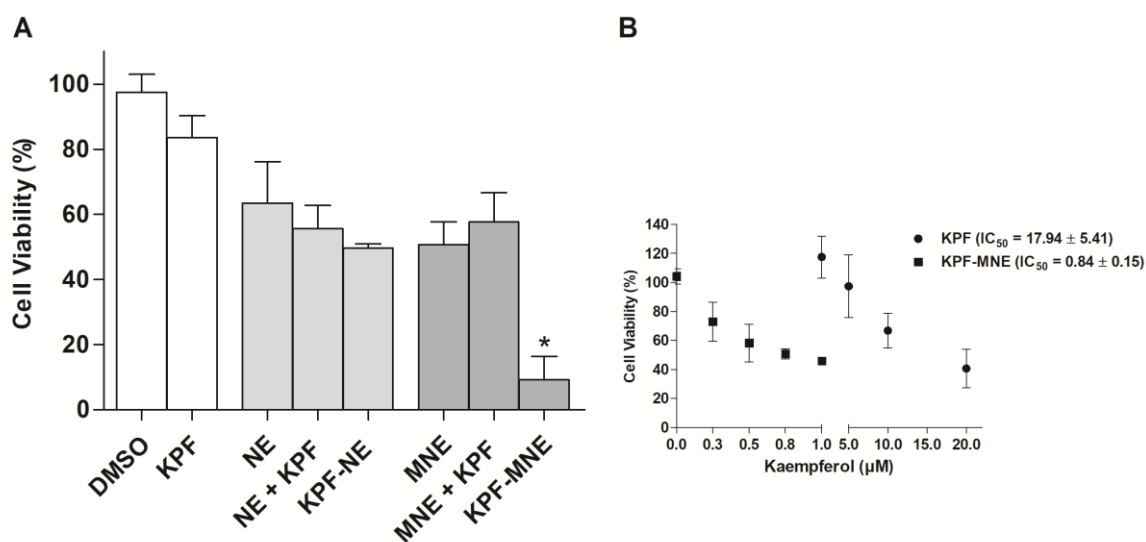 A
Cell Viability (%)
100
80
60
40
20
0
DMSO
KPF
NE
NE + KPF
KPF-NE
MNE
MNE + KPF
KPF-MNE
*
B
Cell Viability (%)
140
120
100
80
60
40
20
0
0.0 0.3 0.5 0.8 1.0 5.0 10.0 15.0 20.0
Kaempferol (µM)
KPF (IC50 = 17.94 ± 5.41)
KPF-MNE (IC50 = 0.84 ± 0.15)